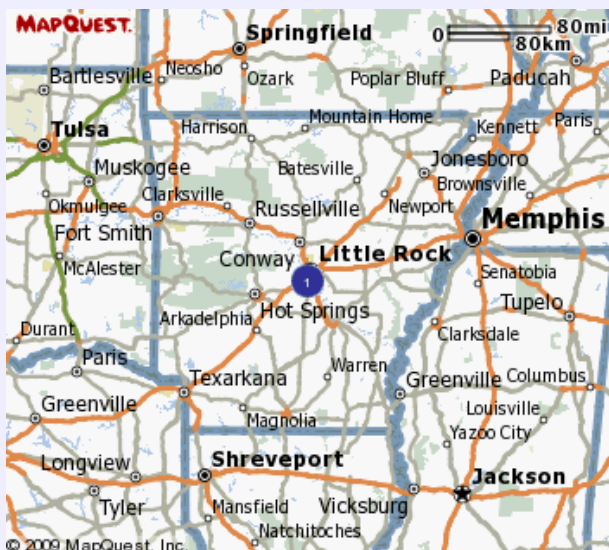 MAPQUEST.
Springfield
0 80mi
80km
Bartlesville
Neosho
Ozark
Poplar Bluff
Paducah
Mountain Home
Tulsa
Harrison
Kennett
Paris
Muskogee
Batesville
Jonesboro
Clarksville
Brownsville
Okmulgee
Russellville
Newport
Memphis
Fort Smith
Conway
Little Rock
McAlester
1
Senatobia
Hot Springs
Tupelo
Arkadelphia
Durant
Clarksdale
Paris
Warren
Texarkana
Greenville
Columbus
Greenville
Magnolia
Louisville
Yazoo City
Longview
Shreveport
Jackson
Tyler
Mansfield
Vicksburg
Natchitoches
© 2009 MapQuest, Inc.